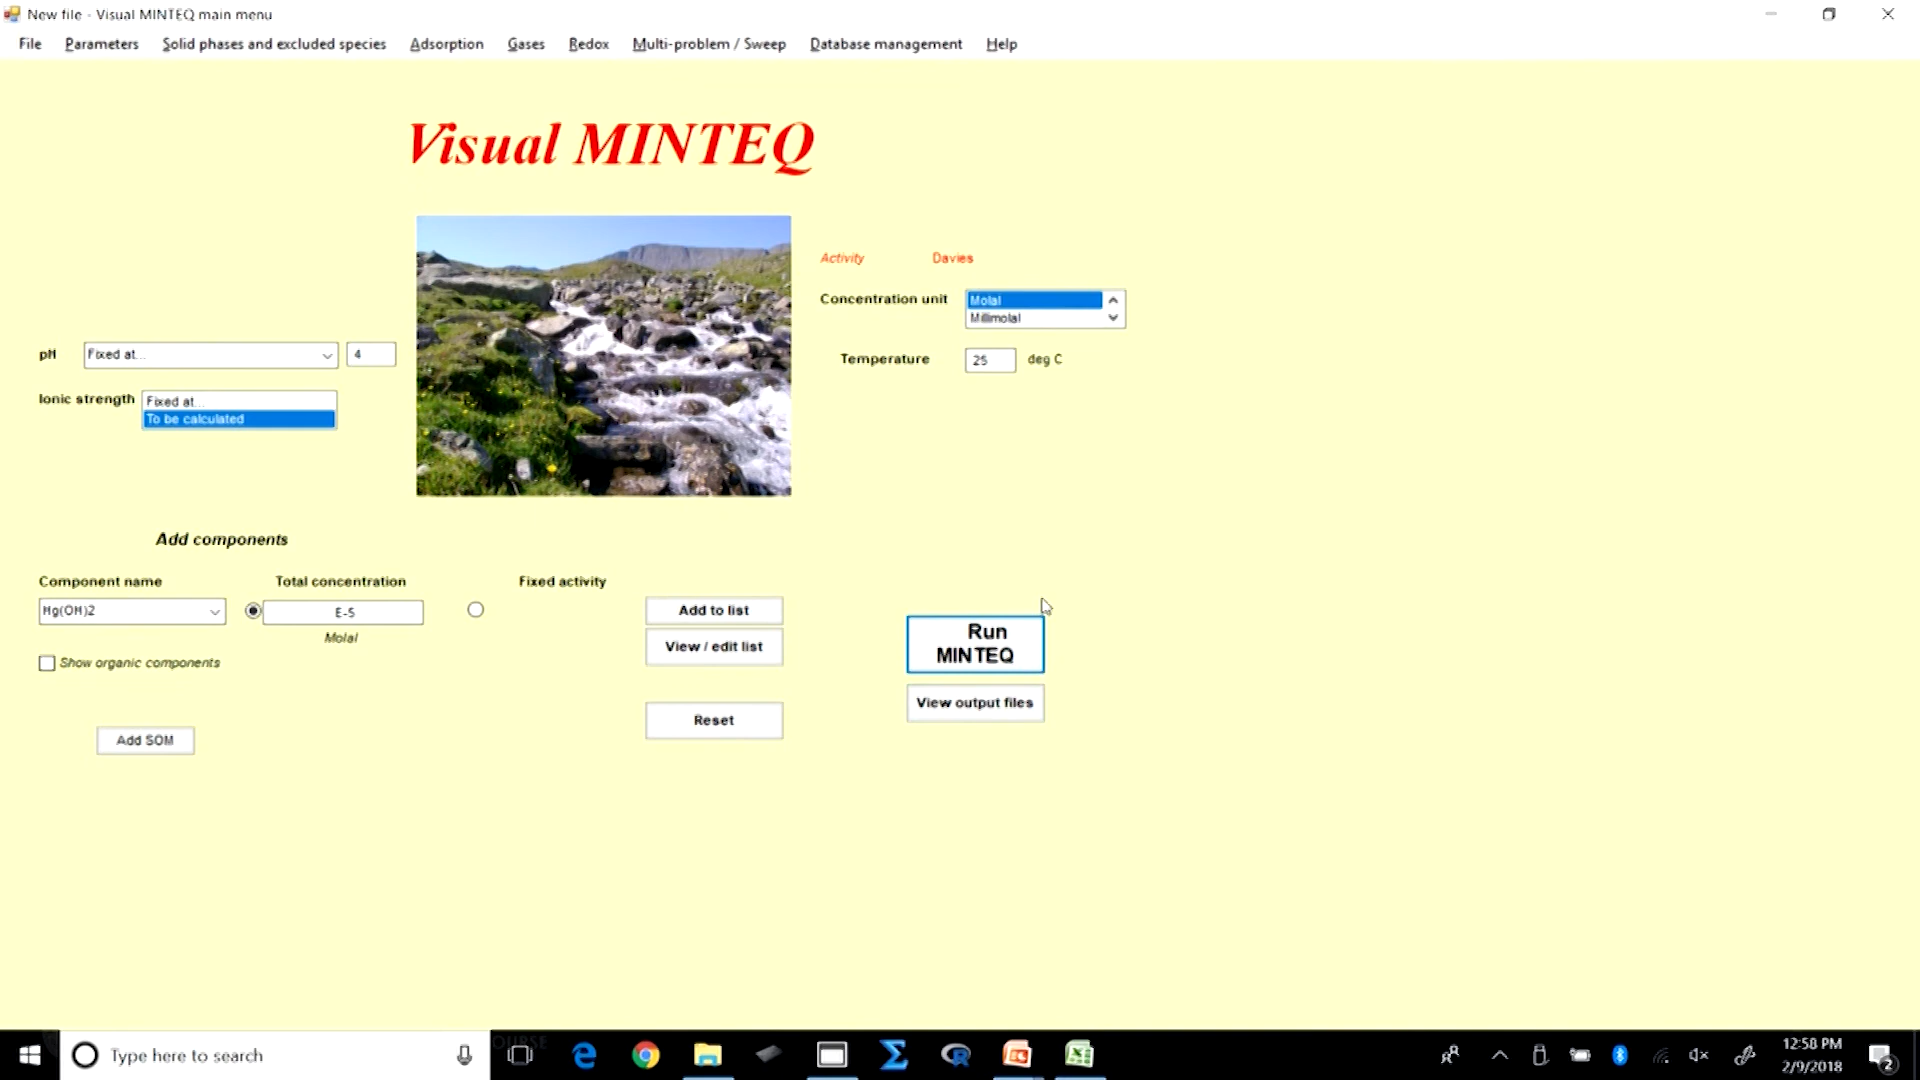 New file - Visual MINTEQ main menu
File Parameters Solid phases and excluded species Adsorption Gases Redox Multi-problem / Sweep Database management Help
Visual MINTEQ
Activity Davies
Concentration unit Molal
Millimolal
pH Fixed at... 4
Temperature 25 deg C
Ionic strength Fixed at...
To be calculated
Add components
Component name Total concentration Fixed activity
Hg(OH)2 E-5 Add to list
Molal
View / edit list
Run
MINTEQ
Show organic components
View output files
Reset
Add SOM
Type here to search
12:58 PM
2/9/2018
2